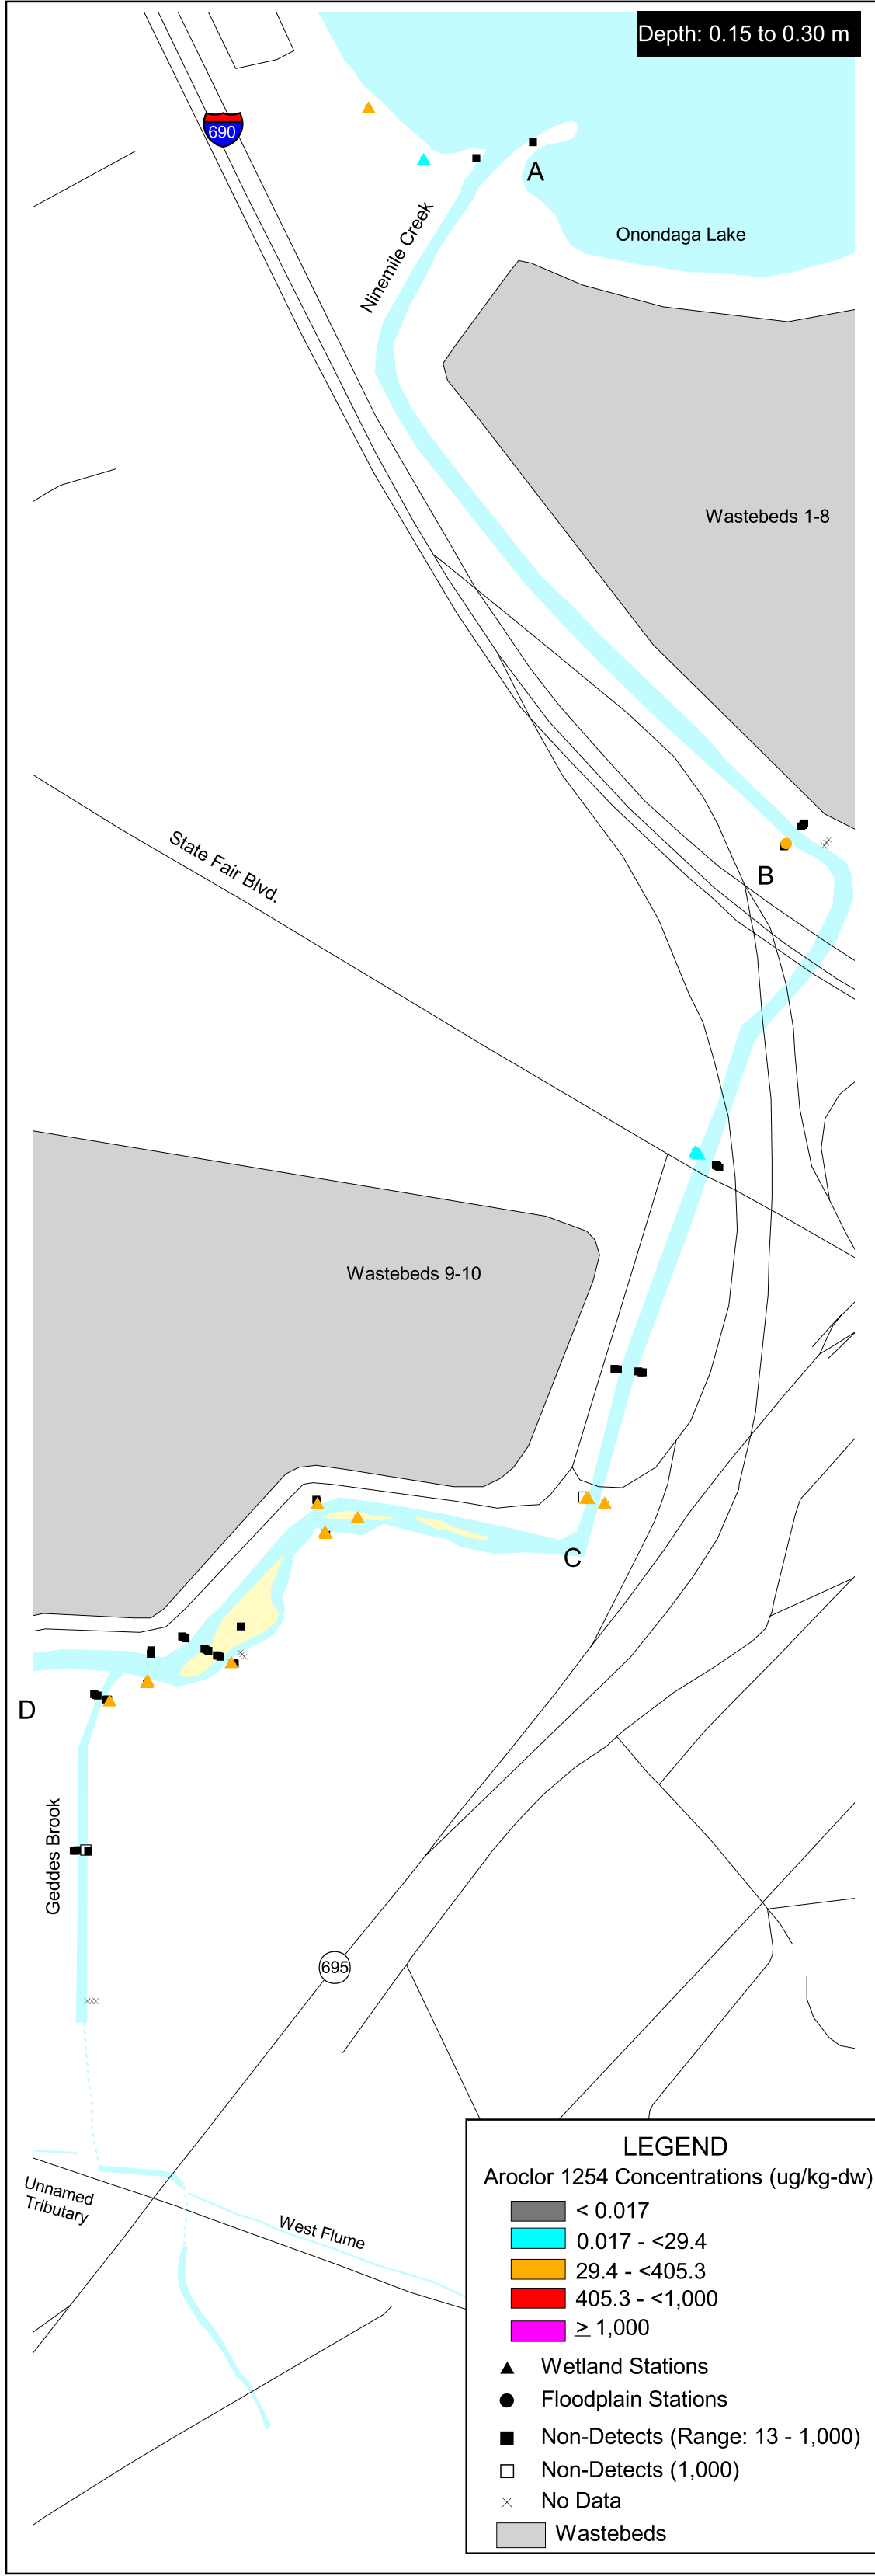 Depth: 0.15 to 0.30 m
690
A
Ninemile Creek
Onondaga Lake
Wastebeds 1-8
State Fair Blvd.
B
Wastebeds 9-10
C
D
Geddes Brook
695
Unnamed
Tributary
West Flume
LEGEND
Aroclor 1254 Concentrations (ug/kg-dw)
< 0.017
0.017 - <29.4
29.4 - <405.3
405.3 - <1,000
≥ 1,000
Wetland Stations
Floodplain Stations
Non-Detects (Range: 13 - 1,000)
Non-Detects (1,000)
No Data
Wastebeds